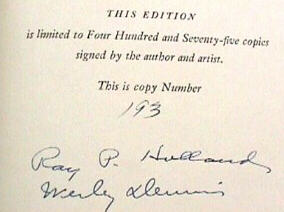 THIS EDITION
is limited to Four Hundred and Seventy-five copies
signed by the author and artist.
This is copy Number
193
Ray P. Holland
Wesley Dennis